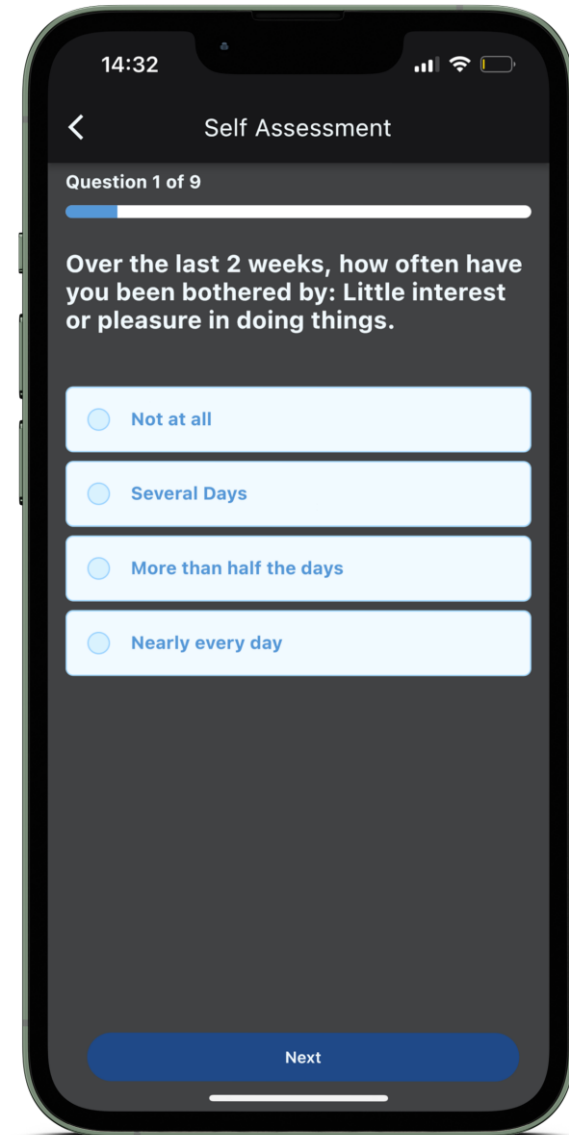 14:32
Self Assessment
Question 1 of 9
Over the last 2 weeks, how often have
you been bothered by: Little interest
or pleasure in doing things.
Not at all
Several Days
More than half the days
Nearly every day
Next